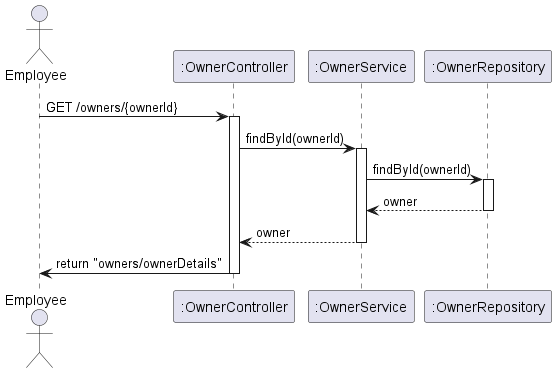 Employee
:OwnerController
:OwnerService
:OwnerRepository
GET /owners/{ownerId}
findById(ownerId)
findById(ownerId)
owner
owner
return "owners/ownerDetails"
Employee
:OwnerController
:OwnerService
:OwnerRepository